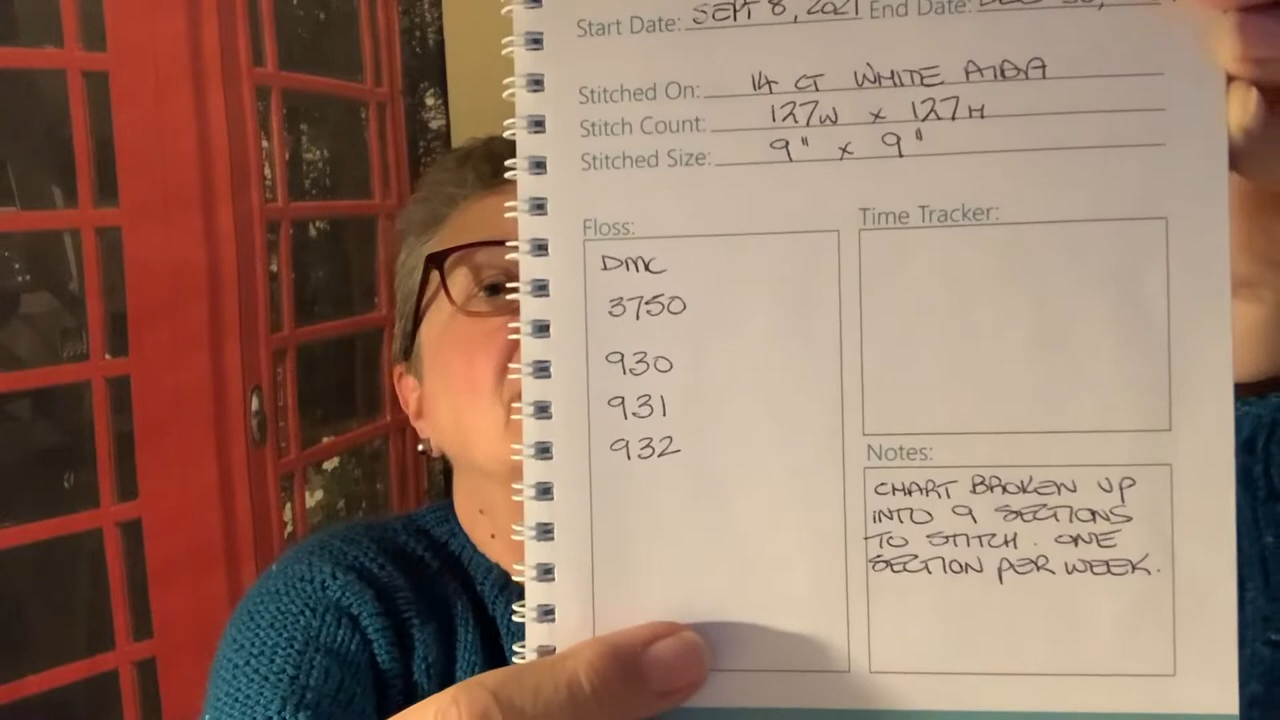 Start Date: SEPT 8, 2021 End Date:
Stitched On: 14 CT WHITE AIDA
Stitch Count: 127W x 127H
Stitched Size: 9" x 9"
Floss:
DMC
3750
930
931
932
Time Tracker:
Notes:
CHART BROKEN UP
INTO 9 SECTIONS
TO STITCH. ONE
SECTION PER WEEK.